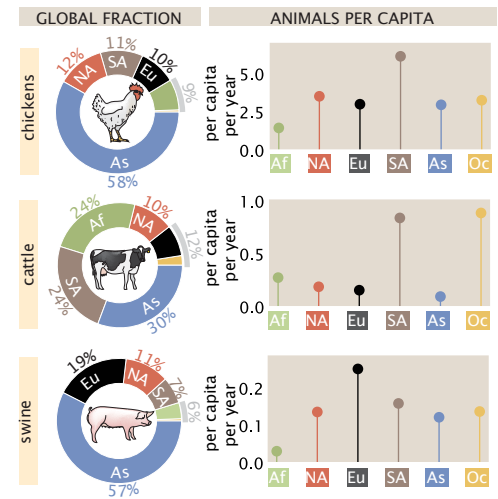 GLOBAL FRACTION
ANIMALS PER CAPITA
chickens
12%
NA
11%
SA
10%
Eu
9%
As
58%
per capita
per year
5.0
2.5
0.0
Af NA Eu SA As Oc
cattle
24%
Af
10%
NA
12%
SA
24%
As
30%
per capita
per year
1.0
0.5
0.0
Af NA Eu SA As Oc
swine
19%
Eu
11%
NA
7%
SA
6%
As
57%
per capita
per year
0.2
0.1
0.0
Af NA Eu SA As Oc